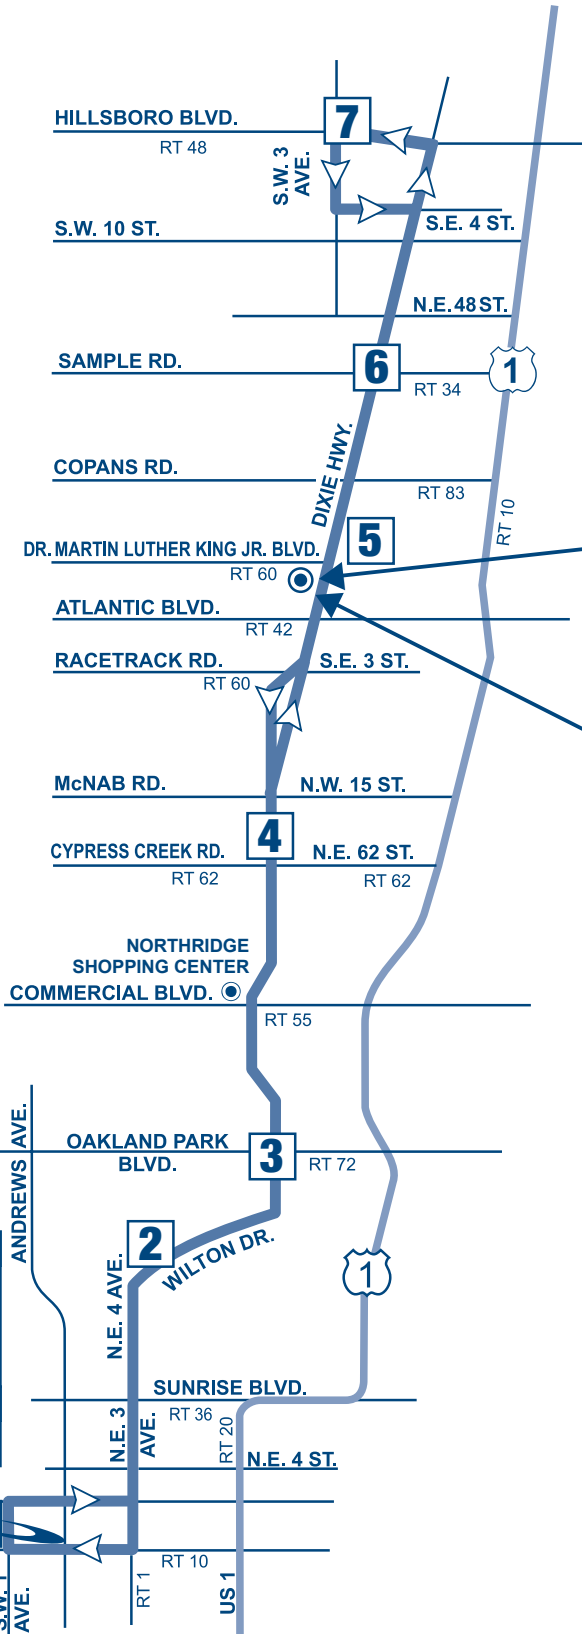 HILLSBORO BLVD.
7
RT 48
S.W. 3
AVE.
S.E. 4 ST.
S.W. 10 ST.
N.E. 48 ST.
SAMPLE RD.
6
1
RT 34
DIXIE HWY.
COPANS RD.
RT 83
RT 10
5
DR. MARTIN LUTHER KING JR. BLVD.
RT 60
ATLANTIC BLVD.
RT 42
RACETRACK RD.
S.E. 3 ST.
RT 60
McNAB RD.
N.W. 15 ST.
4
CYPRESS CREEK RD.
N.E. 62 ST.
RT 62
RT 62
NORTHRIDGE
SHOPPING CENTER
COMMERCIAL BLVD.
RT 55
ANDREWS AVE.
OAKLAND PARK
BLVD.
3
RT 72
2
WILTON DR.
1
N.E. 4 AVE.
SUNRISE BLVD.
RT 36
N.E. 3
AVE.
RT 20
N.E. 4 ST.
RT 10
RT 1
US 1
S.W. 1
AVE.